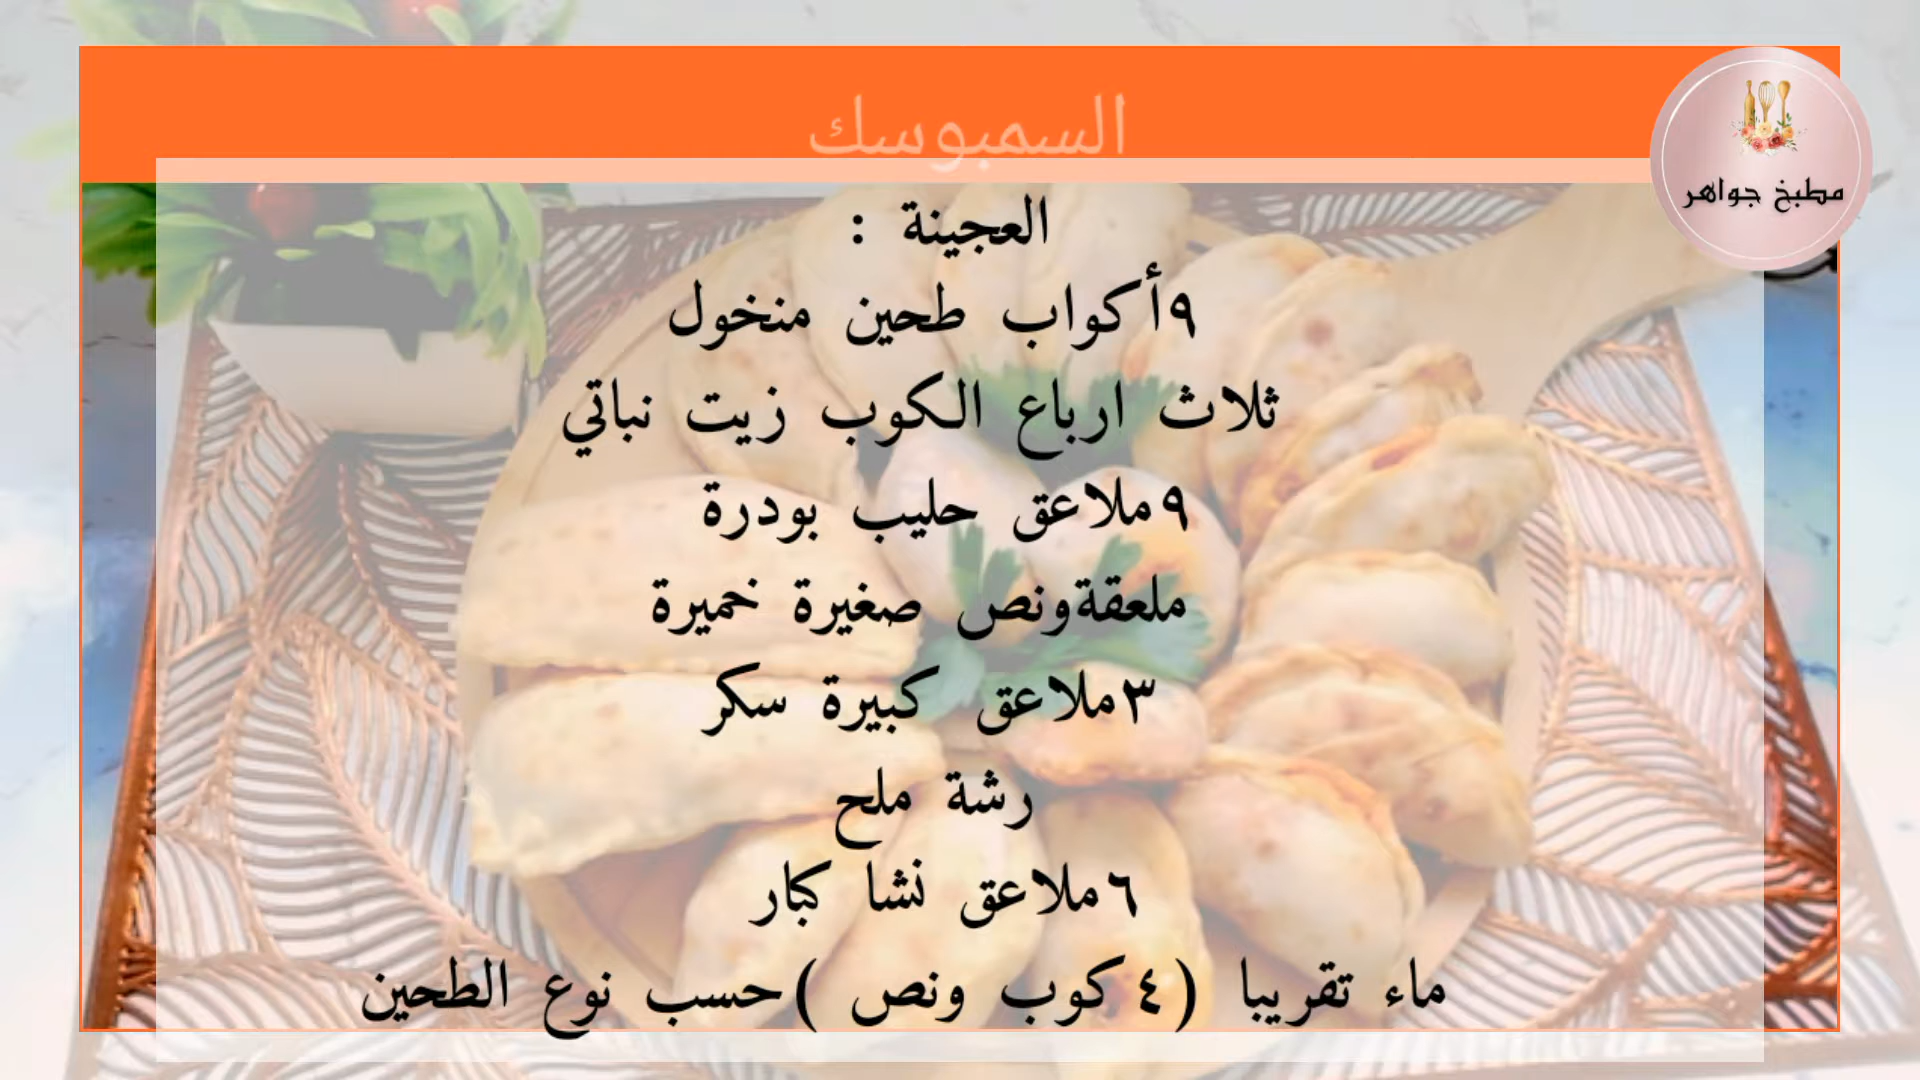 السمبوسك
مطبخ جواهر
العجينة :
٩أكواب طحين منخول
ثلاث ارباع الكوب زيت نباتي
٩ملاعق حليب بودرة
ملعقةونص صغيرة خميرة
٣ملاعق كبيرة سكر
رشة ملح
٦ملاعق نشا كبار
ماء تقريبا (٤كوب ونص )حسب نوع الطحين